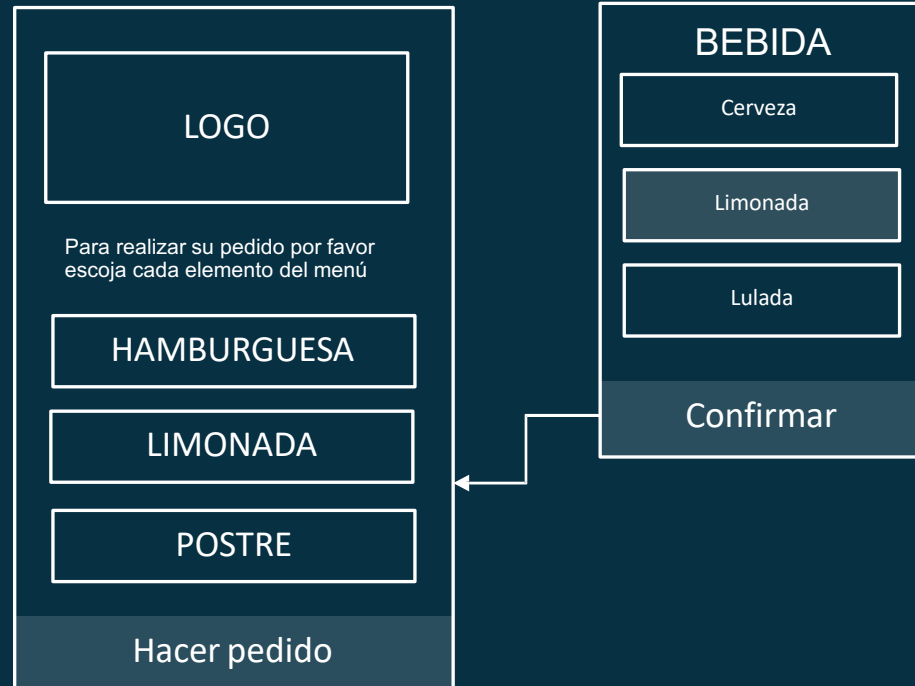 LOGO
Para realizar su pedido por favor
escoja cada elemento del menú
HAMBURGUESA
LIMONADA
POSTRE
Hacer pedido
BEBIDA
Cerveza
Limonada
Lulada
Confirmar